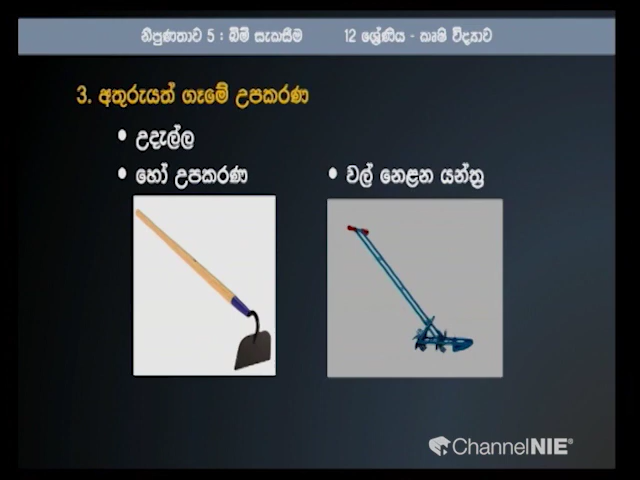 නිපුණතාව 5 : බිම් සැකසීම 12 ශ්‍රේණිය - කෘෂි විද්‍යාව
3. අතුරුයත් ගෑමේ උපකරණ
• උදැල්ල
• හෝ උපකරණ
• වල් නෙළන යන්ත්‍ර
ChannelNIE®